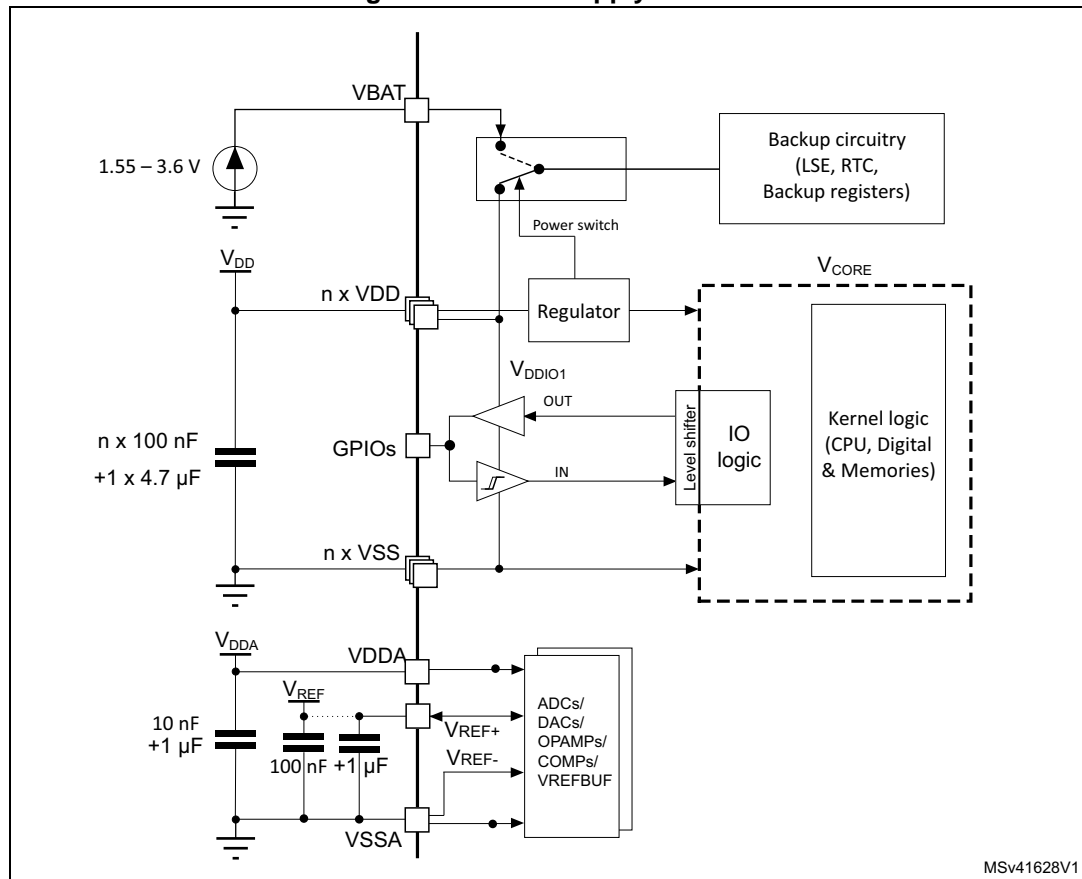 VBAT
1.55 – 3.6 V
Backup circuitry
(LSE, RTC,
Backup registers)
Power switch
VDD
n x VDD
Regulator
VCORE
VDDIO1
OUT
GPIOs
IN
Level shifter
IO
logic
Kernel logic
(CPU, Digital
& Memories)
n x 100 nF
+1 x 4.7 µF
n x VSS
VDDA
VDDA
VREF
10 nF
+1 µF
100 nF
+1 µF
VREF+
VREF-
ADCs/
DACs/
OPAMPs/
COMPs/
VREFBUF
VSSA
MSv41628V1